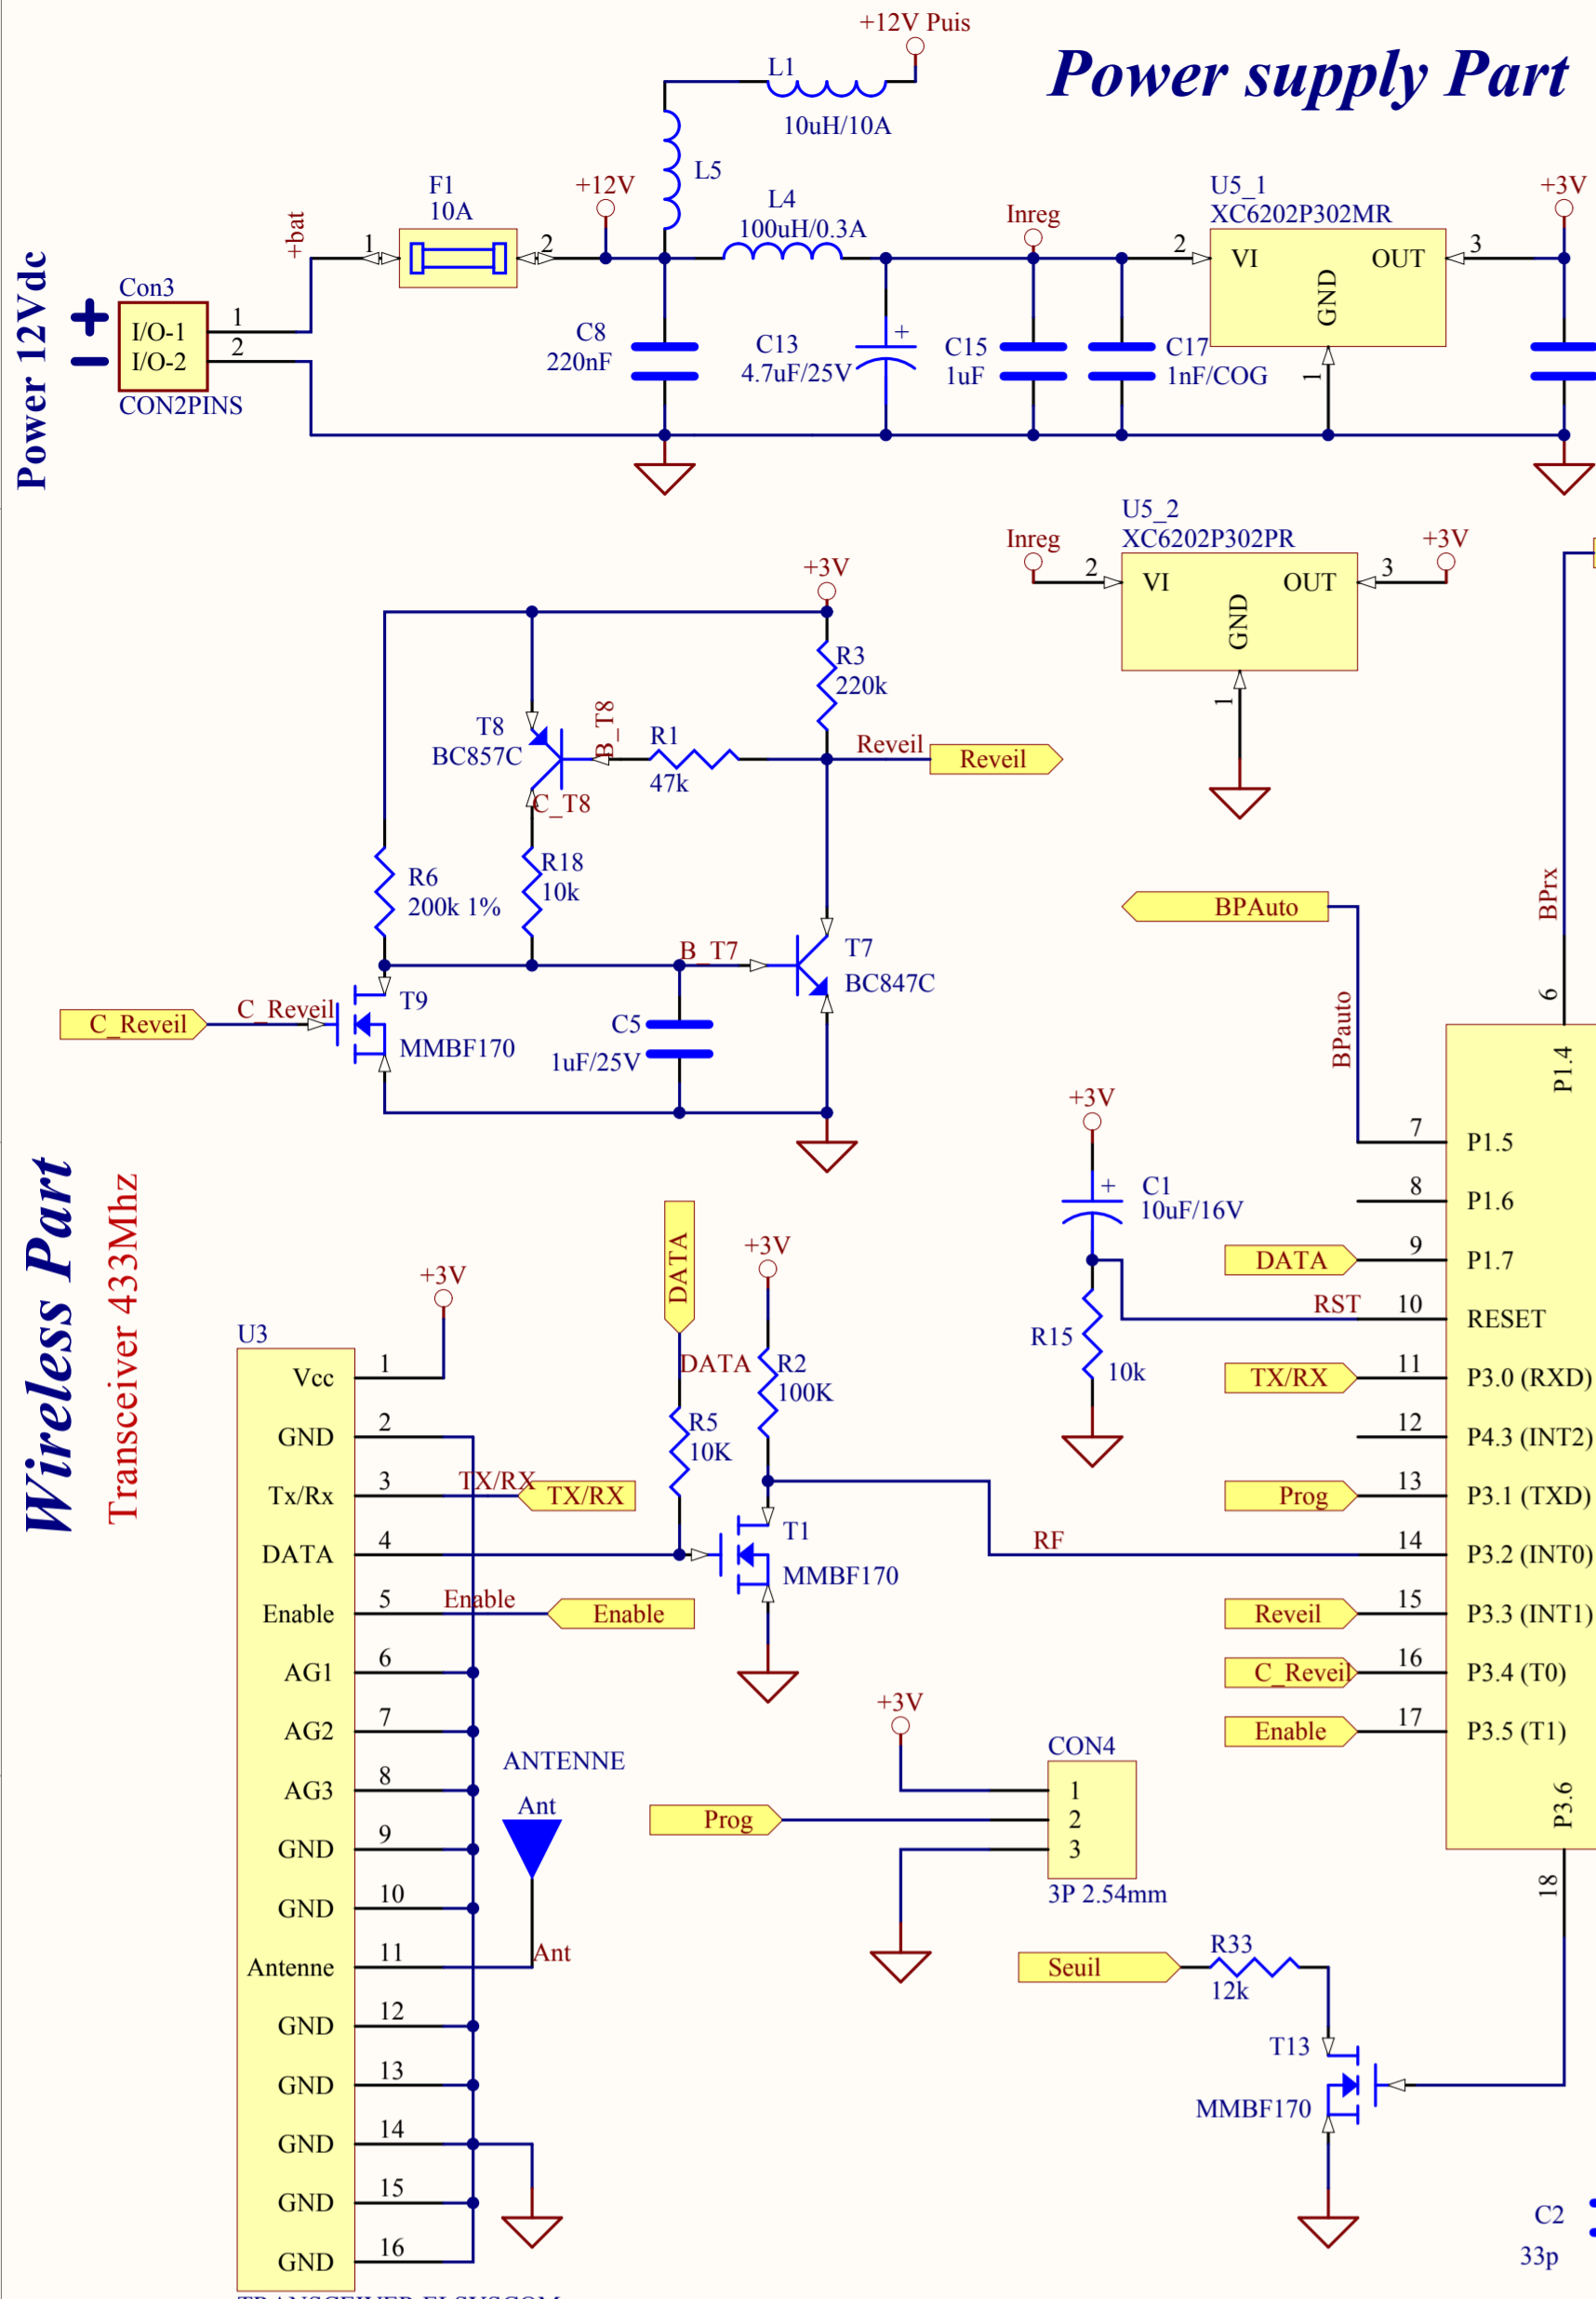 +12V Puis
Power supply Part
L1
10uH/10A
L5
F1
10A
+12V
L4
100uH/0.3A
Inreg
U5_1
XC6202P302MR
+3V
+bat
1
2
2
VI
OUT
3
GND
1
Power 12Vdc
+
-
Con3
I/O-1
1
I/O-2
2
CON2PINS
C8
220nF
C13
+
4.7uF/25V
C15
1uF
C17
1nF/COG
U5_2
XC6202P302PR
Inreg
2
VI
OUT
3
+3V
GND
1
+3V
R3
220k
T8
BC857C
B_T8
R1
47k
Reveil
Reveil
C_T8
R6
200k 1%
R18
10k
B_T7
T7
BC847C
C_Reveil
C_Reveil
T9
MMBF170
C5
1uF/25V
BPAuto
BPauto
BPrx
6
P1.4
+3V
+
C1
10uF/16V
R15
10k
RST
7
P1.5
8
P1.6
DATA
9
P1.7
10
RESET
TX/RX
11
P3.0 (RXD)
12
P4.3 (INT2)
Prog
13
P3.1 (TXD)
RF
14
P3.2 (INT0)
Reveil
15
P3.3 (INT1)
C_Reveil
16
P3.4 (T0)
Enable
17
P3.5 (T1)
P3.6
18
Wireless Part
Transceiver 433Mhz
DATA
+3V
DATA
R2
100K
R5
10K
T1
MMBF170
+3V
U3
Vcc
1
GND
2
Tx/Rx
3
TX/RX
TX/RX
DATA
4
Enable
5
Enable
Enable
AG1
6
AG2
7
AG3
8
GND
9
GND
10
Antenne
11
GND
12
GND
13
GND
14
GND
15
GND
16
ANTENNE
Ant
Ant
+3V
CON4
Prog
1
2
3
3P 2.54mm
Seuil
R33
12k
T13
MMBF170
C2
33p